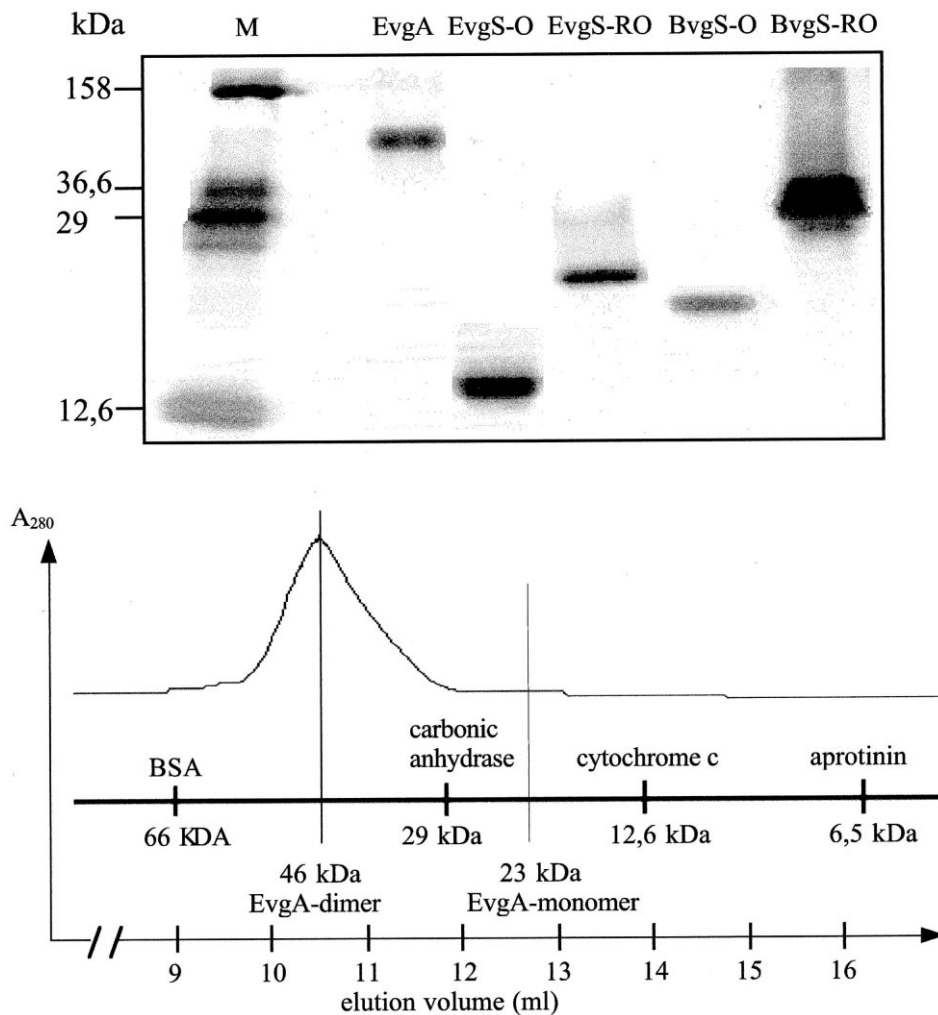 kDa M EvgA EvgS-O EvgS-RO BvgS-O BvgS-RO
158
36,6
29
12,6
A280
BSA
carbonic
anhydrase
cytochrome c
aprotinin
66 KDA
29 kDa
12,6 kDa
6,5 kDa
46 kDa
23 kDa
EvgA-dimer
EvgA-monomer
9 10 11 12 13 14 15 16
elution volume (ml)